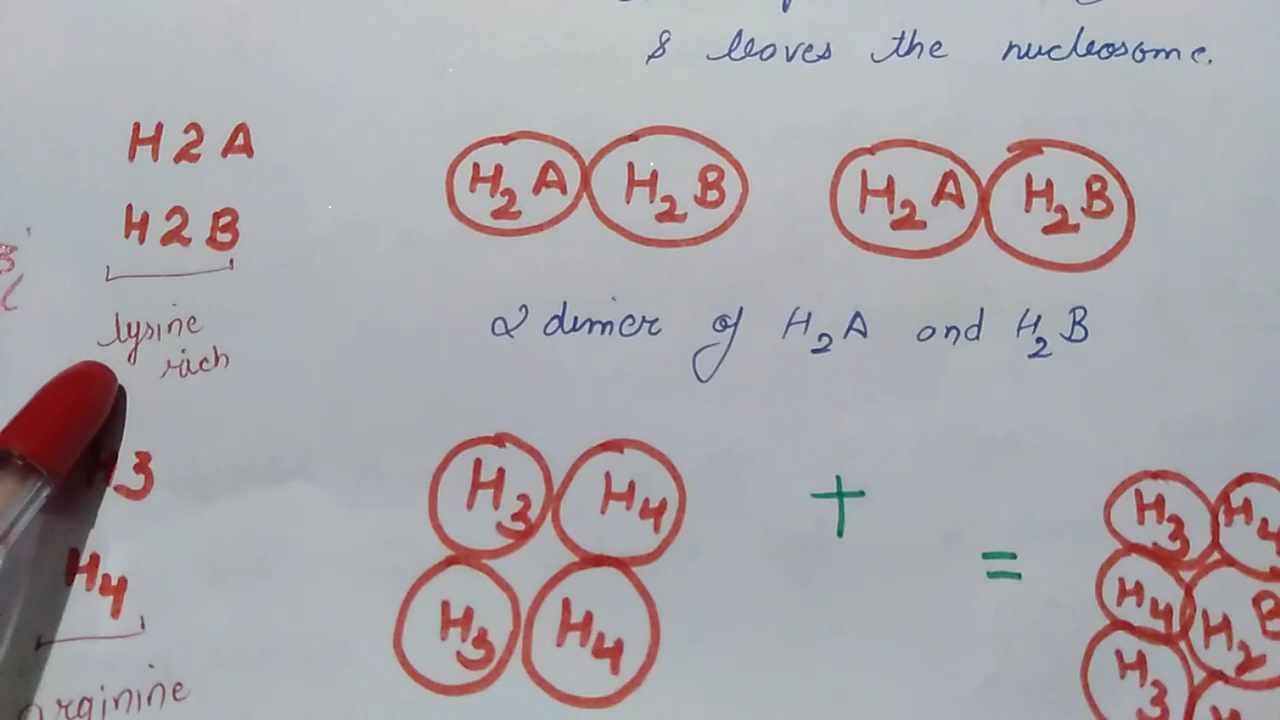 & leaves the nucleosome.
H2A
H2B
lysine
rich
H₂A H₂B H₂A H₂B
2 dimer of H₂A and H₂B
H3
H₄
arginine
H₃ H₄
H₃ H₄
+
=
H₃ H₄
H₄ H₂B
H₃